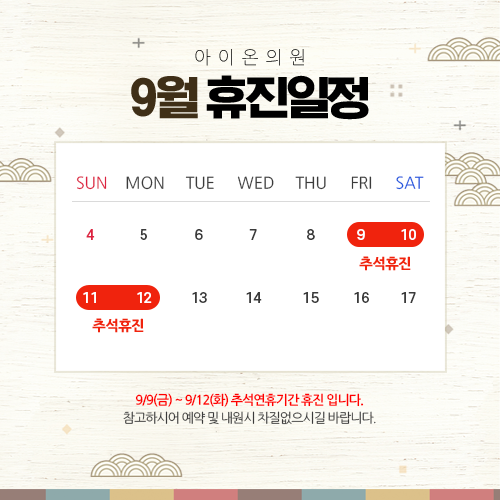 아이온의원
9월 휴진일정
SUN MON TUE WED THU FRI SAT
4 5 6 7 8 9 10
추석휴진
11 12 13 14 15 16 17
추석휴진
9/9(금) ~ 9/12(화) 추석연휴기간 휴진 입니다.
참고하시어 예약 및 내원시 차질없으시길 바랍니다.